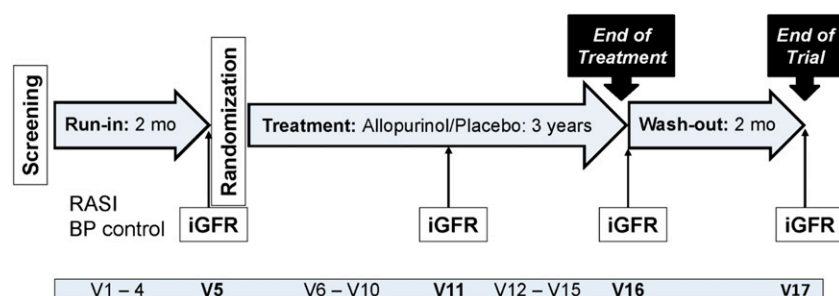 End of
Treatment
End of
Trial
Screening
Run-in: 2 mo
Randomization
Treatment: Allopurinol/Placebo: 3 years
Wash-out: 2 mo
RASI
BP control
iGFR
iGFR
iGFR
iGFR
V1 – 4 V5 V6 – V10 V11 V12 – V15 V16 V17